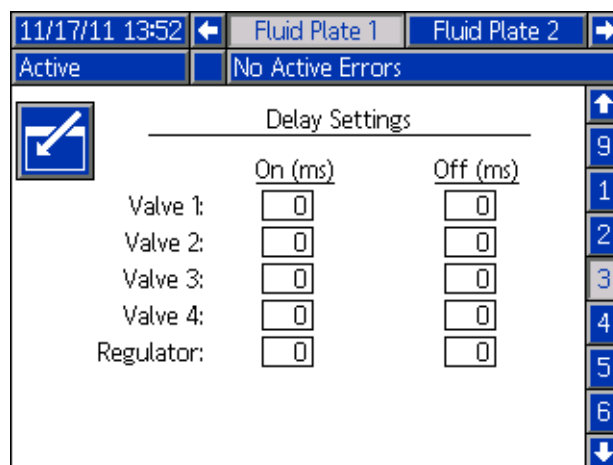 11/17/11 13:52 Fluid Plate 1 Fluid Plate 2
Active No Active Errors
Delay Settings
On (ms) Off (ms)
Valve 1: 0 0
Valve 2: 0 0
Valve 3: 0 0
Valve 4: 0 0
Regulator: 0 0
9
1
2
3
4
5
6